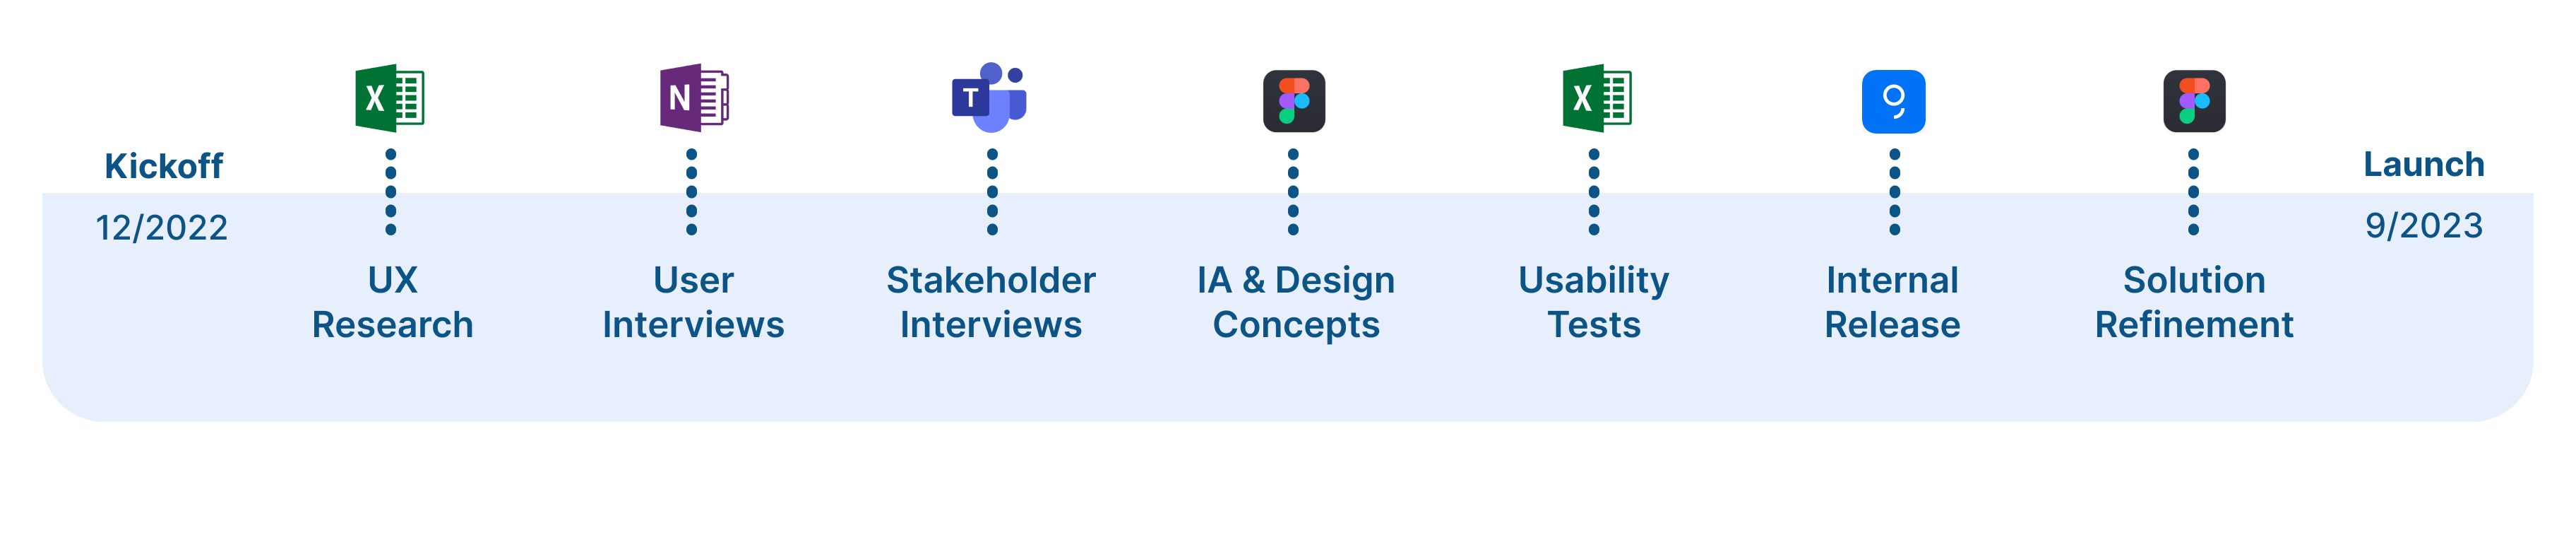 X
N
T
Kickoff
12/2022
UX
Research
User
Interviews
Stakeholder
Interviews
IA & Design
Concepts
X
Usability
Tests
Internal
Release
Solution
Refinement
Launch
9/2023